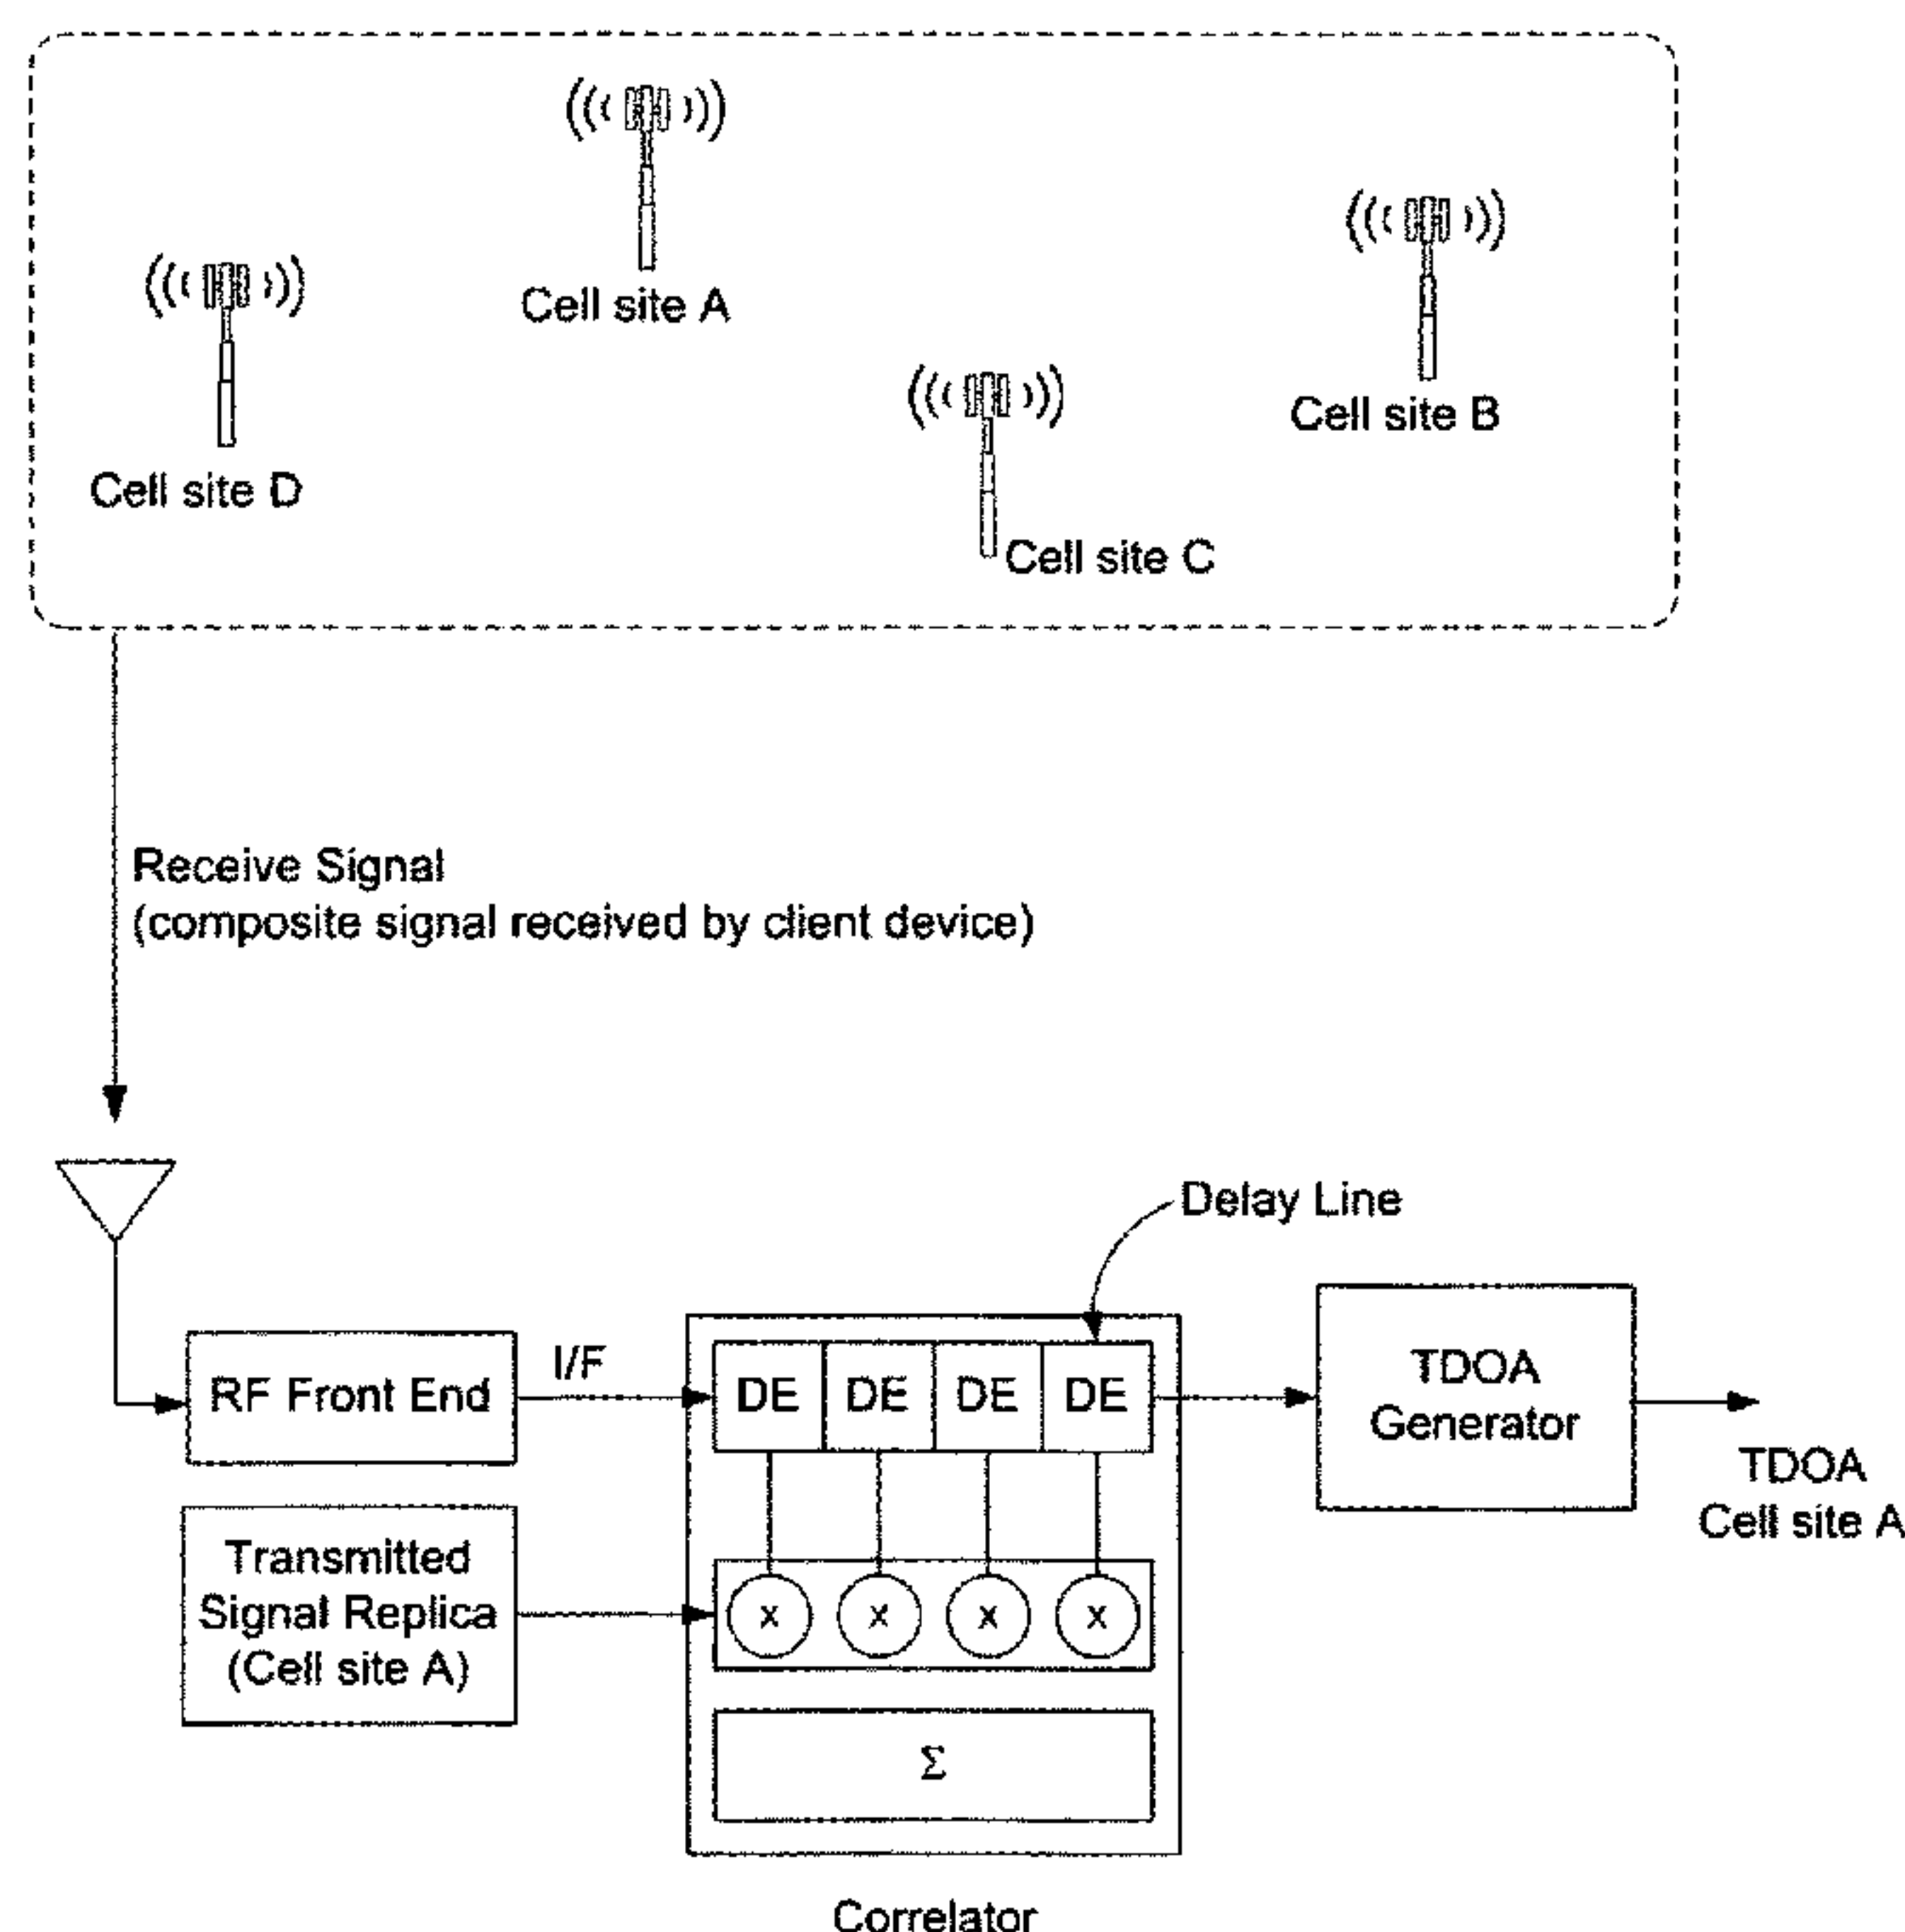 Cell site A
Cell site B
Cell site D
Cell site C
Receive Signal
(composite signal received by client device)
Delay Line
RF Front End
I/F
DE DE DE DE
TDOA
Generator
TDOA
Cell site A
Transmitted
Signal Replica
(Cell site A)
x x x x
Σ
Correlator